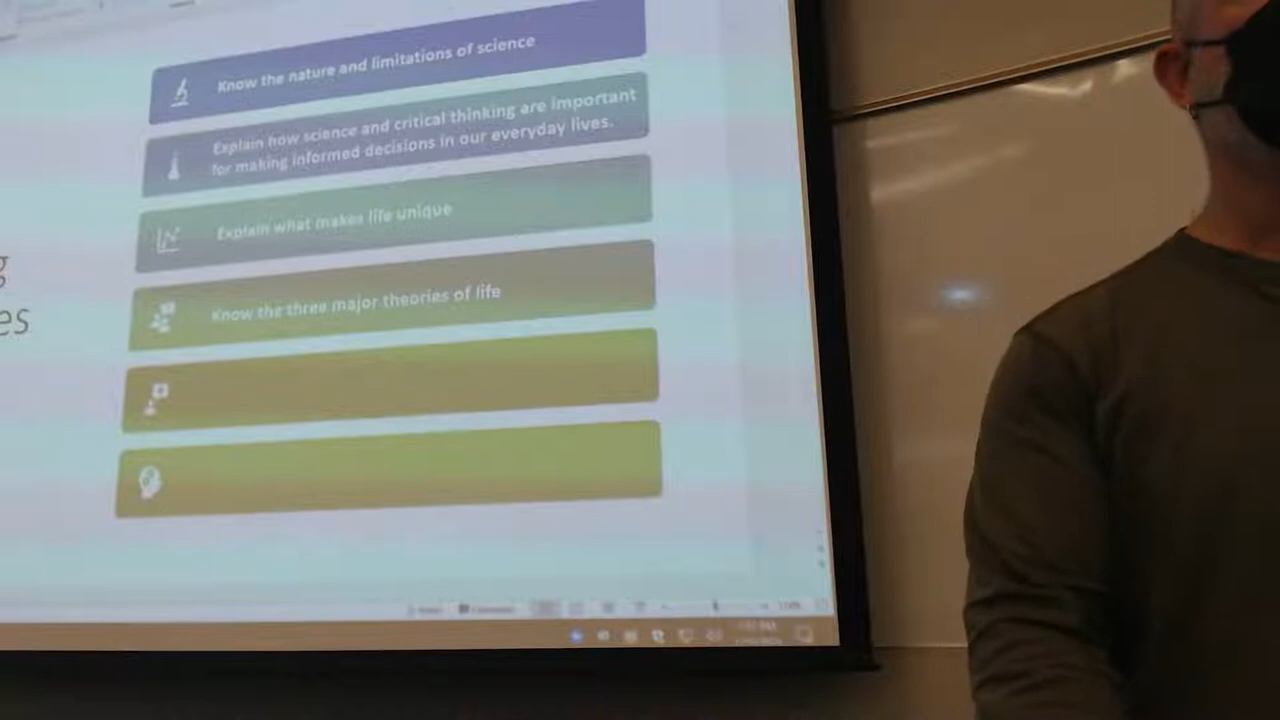 Know the nature and limitations of science
Explain how science and critical thinking are important
for making informed decisions in our everyday lives.
Explain what makes life unique
Know the three major theories of life
g
es